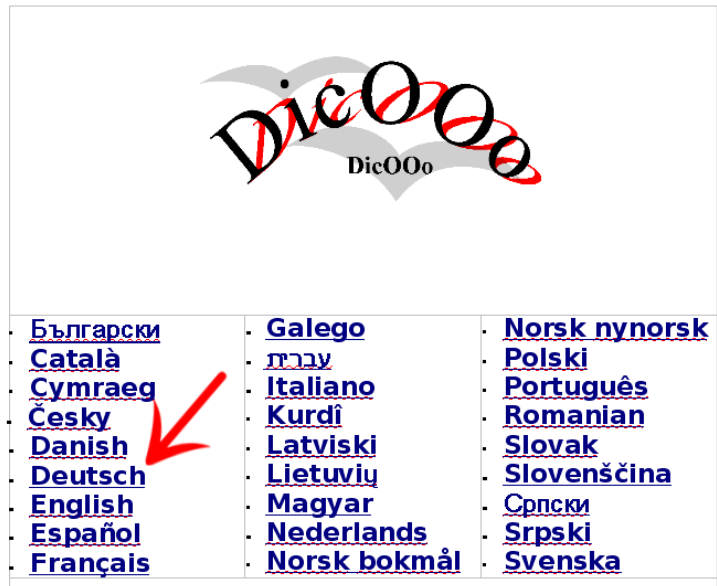 DicOOo
DicOOo
Български
Català
Cymraeg
Česky
Danish
Deutsch
English
Español
Français
Galego
עברית
Italiano
Kurdî
Latviski
Lietuvių
Magyar
Nederlands
Norsk bokmål
Norsk nynorsk
Polski
Português
Romanian
Slovak
Slovenščina
Српски
Srpski
Svenska